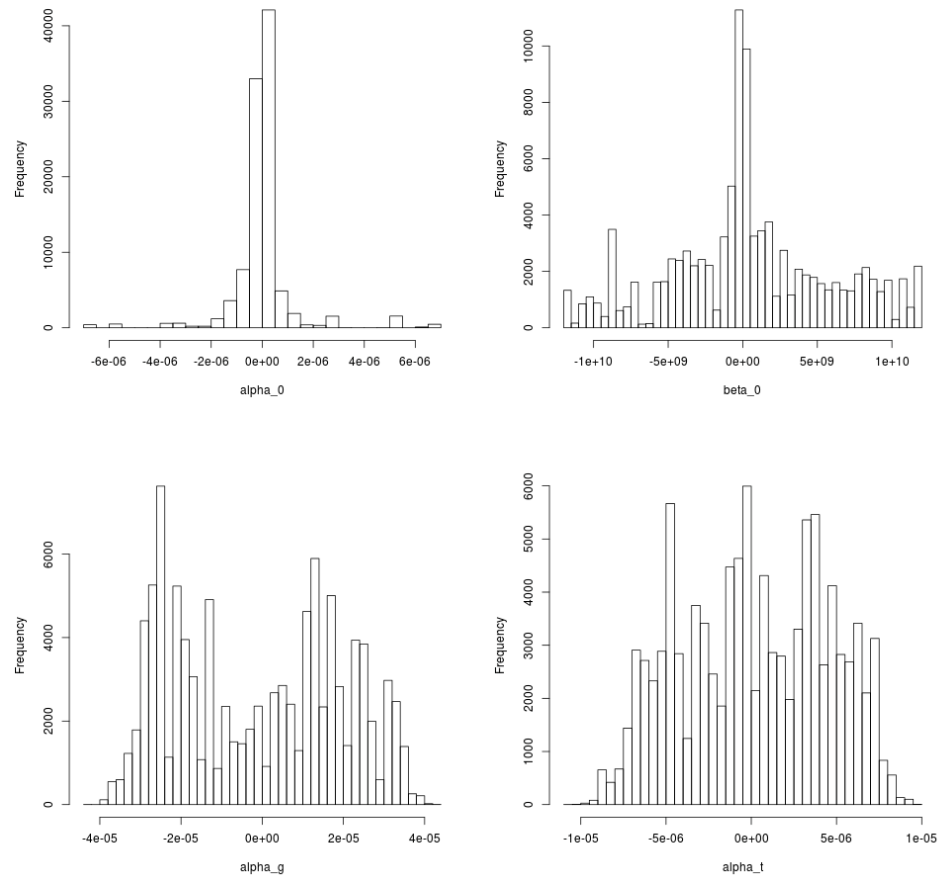 Frequency
0 10000 20000 30000 40000
-6e-06 -4e-06 -2e-06 0e+00 2e-06 4e-06 6e-06
alpha_0
Frequency
0 2000 4000 6000 8000 10000
-1e+10 -5e+09 0e+00 5e+09 1e+10
beta_0
Frequency
0 2000 4000 6000
-4e-05 -2e-05 0e+00 2e-05 4e-05
alpha_g
Frequency
0 1000 2000 3000 4000 5000 6000
-1e-05 -5e-06 0e+00 5e-06 1e-05
alpha_t